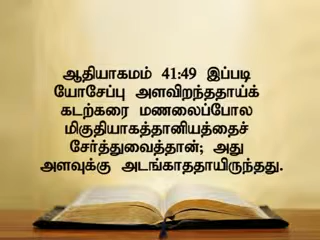 ஆதியாகமம் 41:49 இப்படி
யோசேப்பு அளவிறந்ததாய்க்
கடற்கரை மணலைப்போல
மிகுதியாகத்தானியத்தைச்
சேர்த்துவைத்தான்; அது
அளவுக்கு அடங்காததாயிருந்தது.